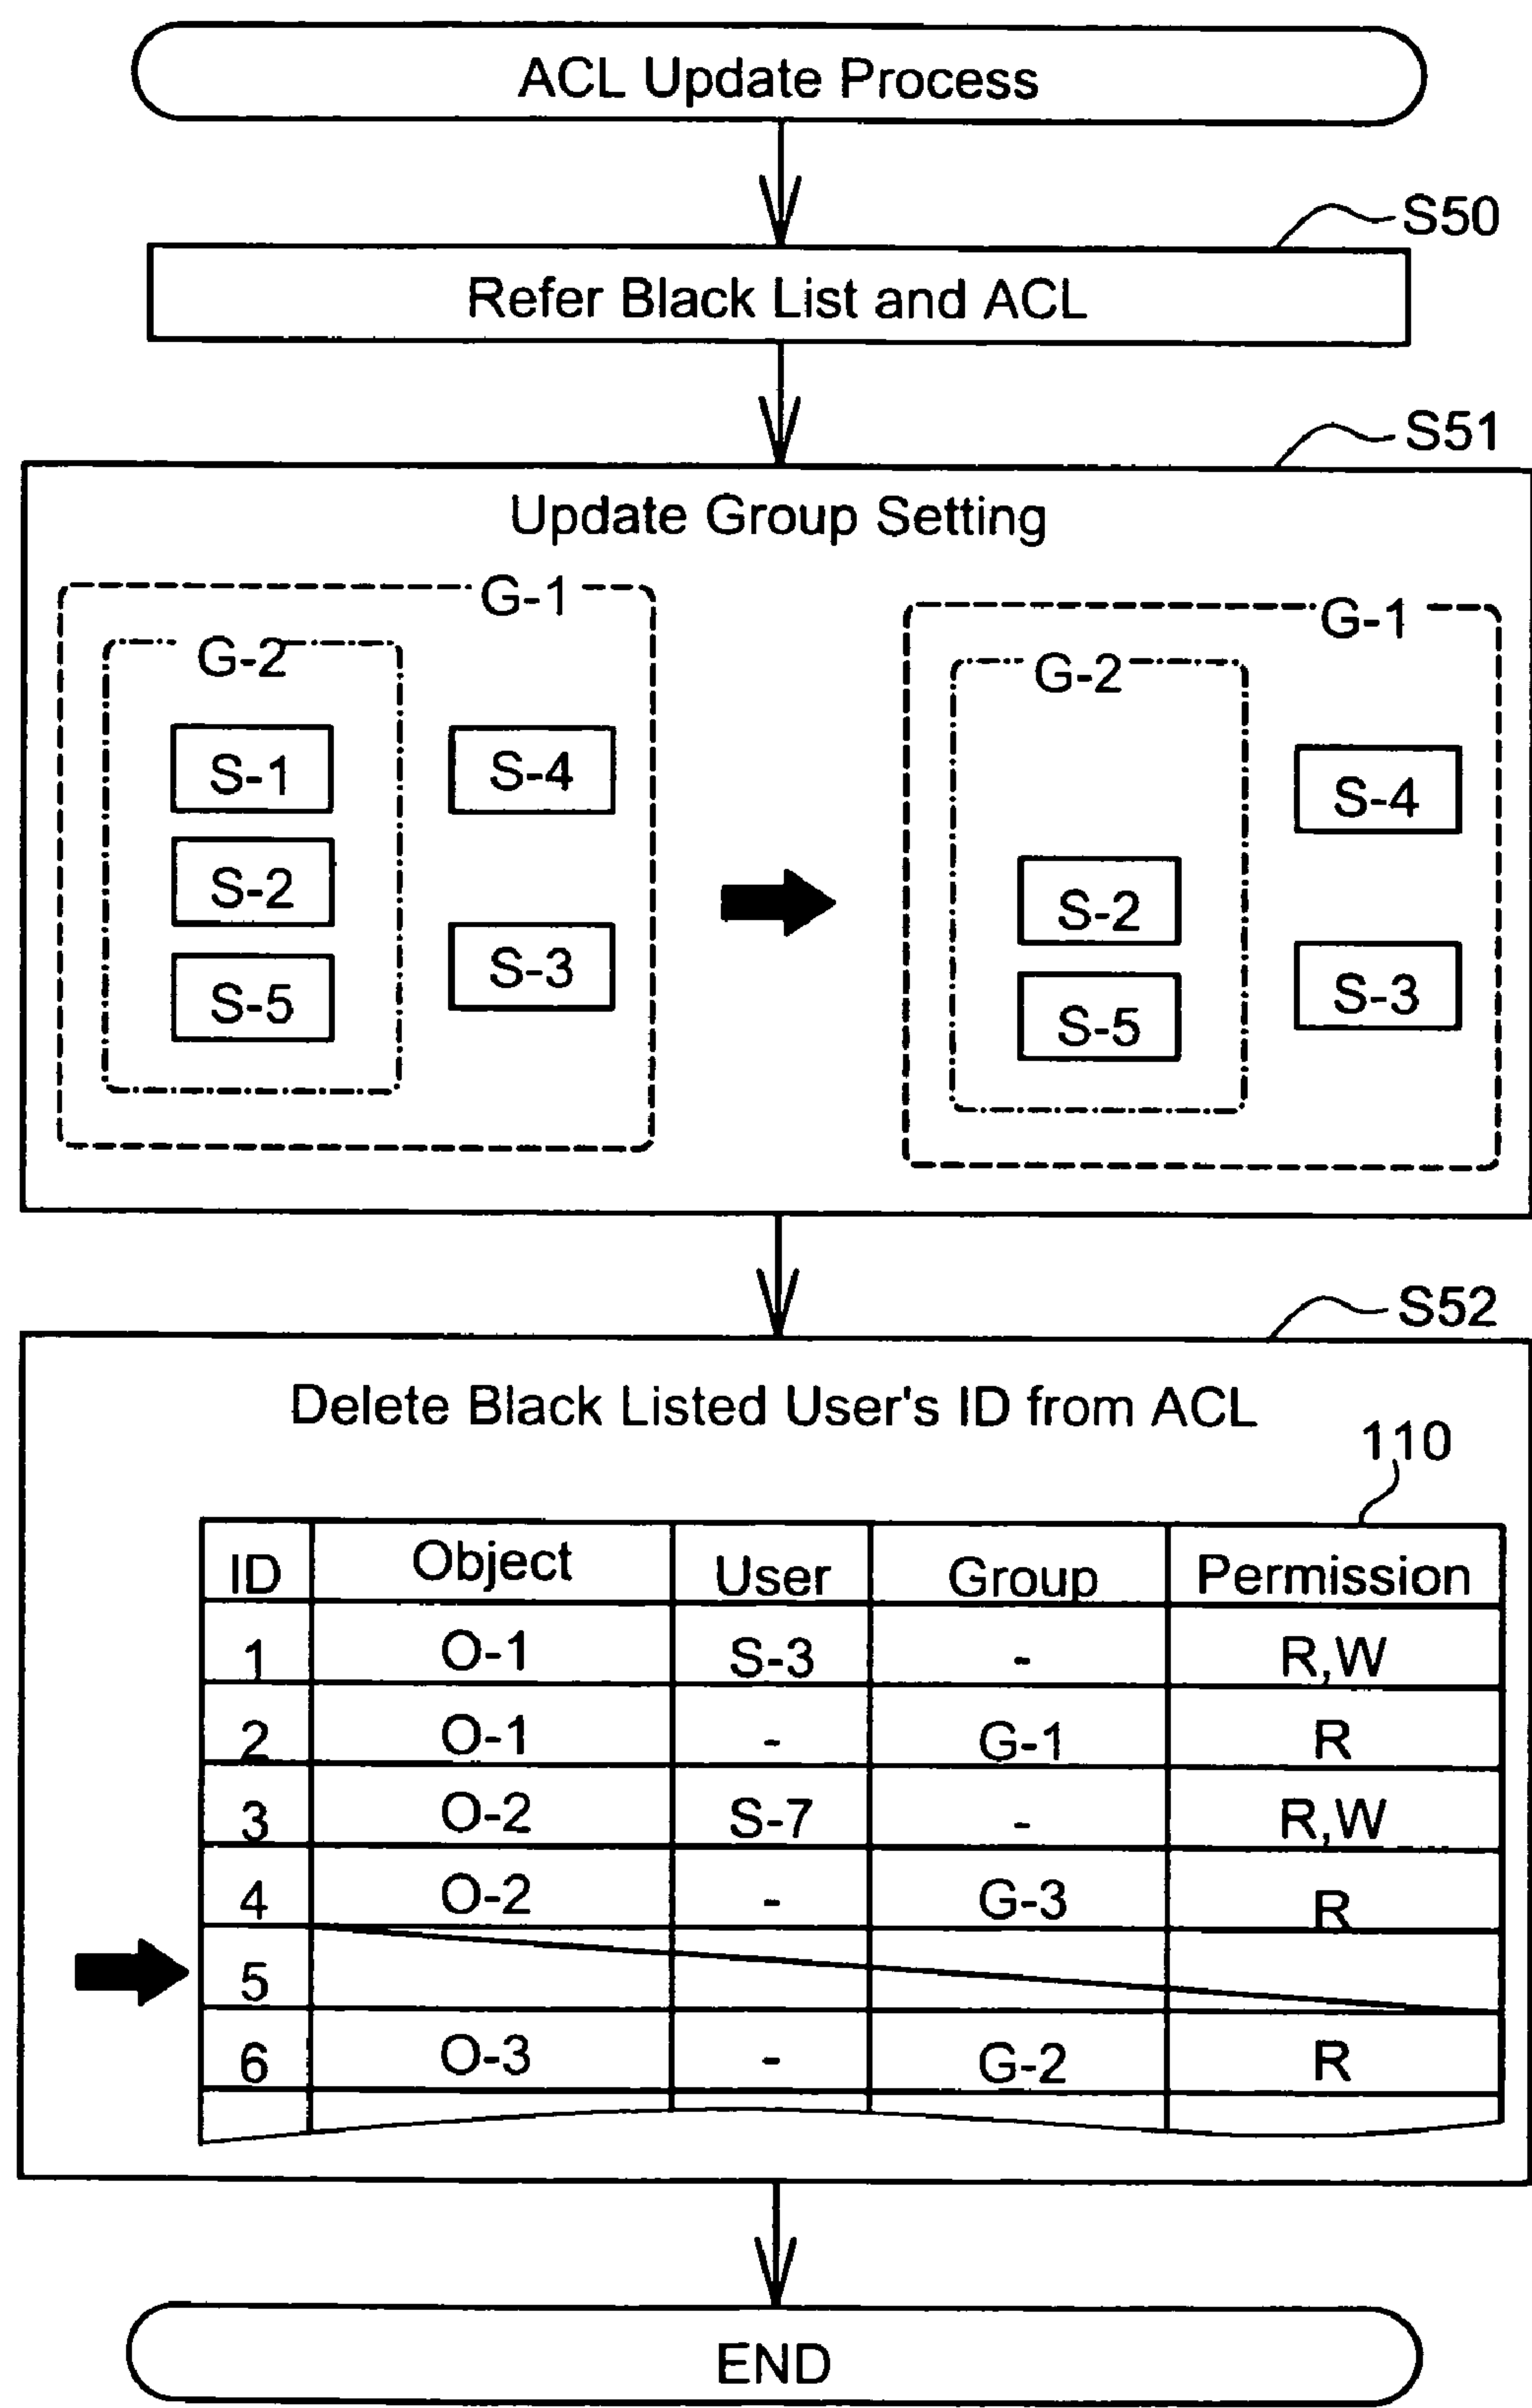 ACL Update Process
S50
Refer Black List and ACL
S51
Update Group Setting
G-1
G-2
S-1
S-4
S-2
S-3
S-5
G-1
G-2
S-4
S-2
S-3
S-5
S52
Delete Black Listed User's ID from ACL
110
ID Object User Group Permission
1 O-1 S-3 - R,W
2 O-1 - G-1 R
3 O-2 S-7 - R,W
4 O-2 - G-3 R
5
6 O-3 - G-2 R
END